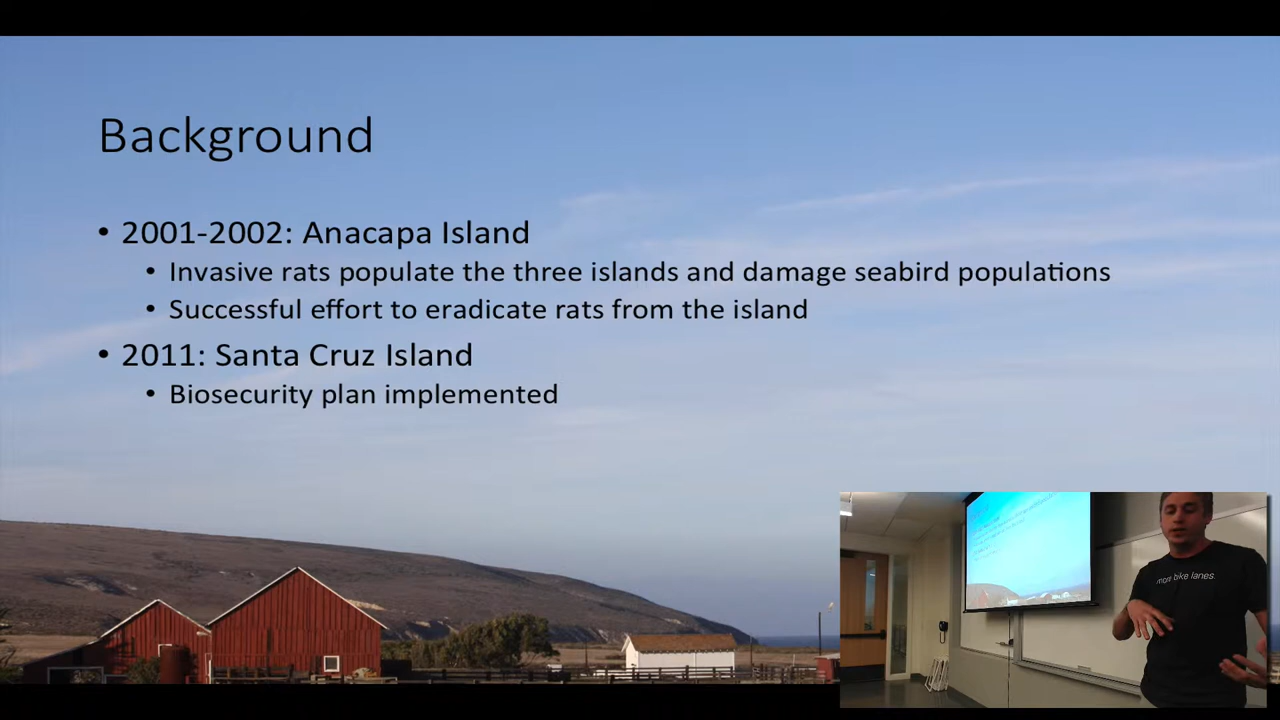 Background
• 2001-2002: Anacapa Island
• Invasive rats populate the three islands and damage seabird populations
• Successful effort to eradicate rats from the island
• 2011: Santa Cruz Island
• Biosecurity plan implemented
more bike lanes.